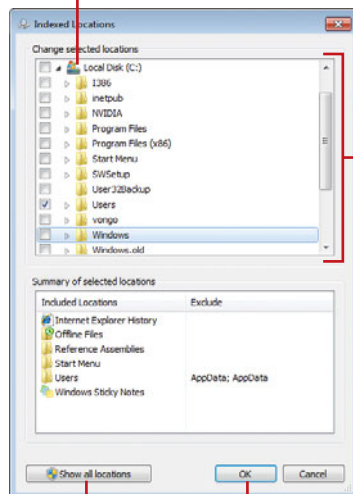 Indexed Locations
Change selected locations
Local Disk (C:)
I386
inetpub
NVIDIA
Program Files
Program Files (x86)
Start Menu
SWSetup
User32Backup
Users
vongo
Windows
Windows.old
Summary of selected locations
Included Locations Exclude
Internet Explorer History
Offline Files
Reference Assemblies
Start Menu
Users AppData; AppData
Windows Sticky Notes
Show all locations OK Cancel